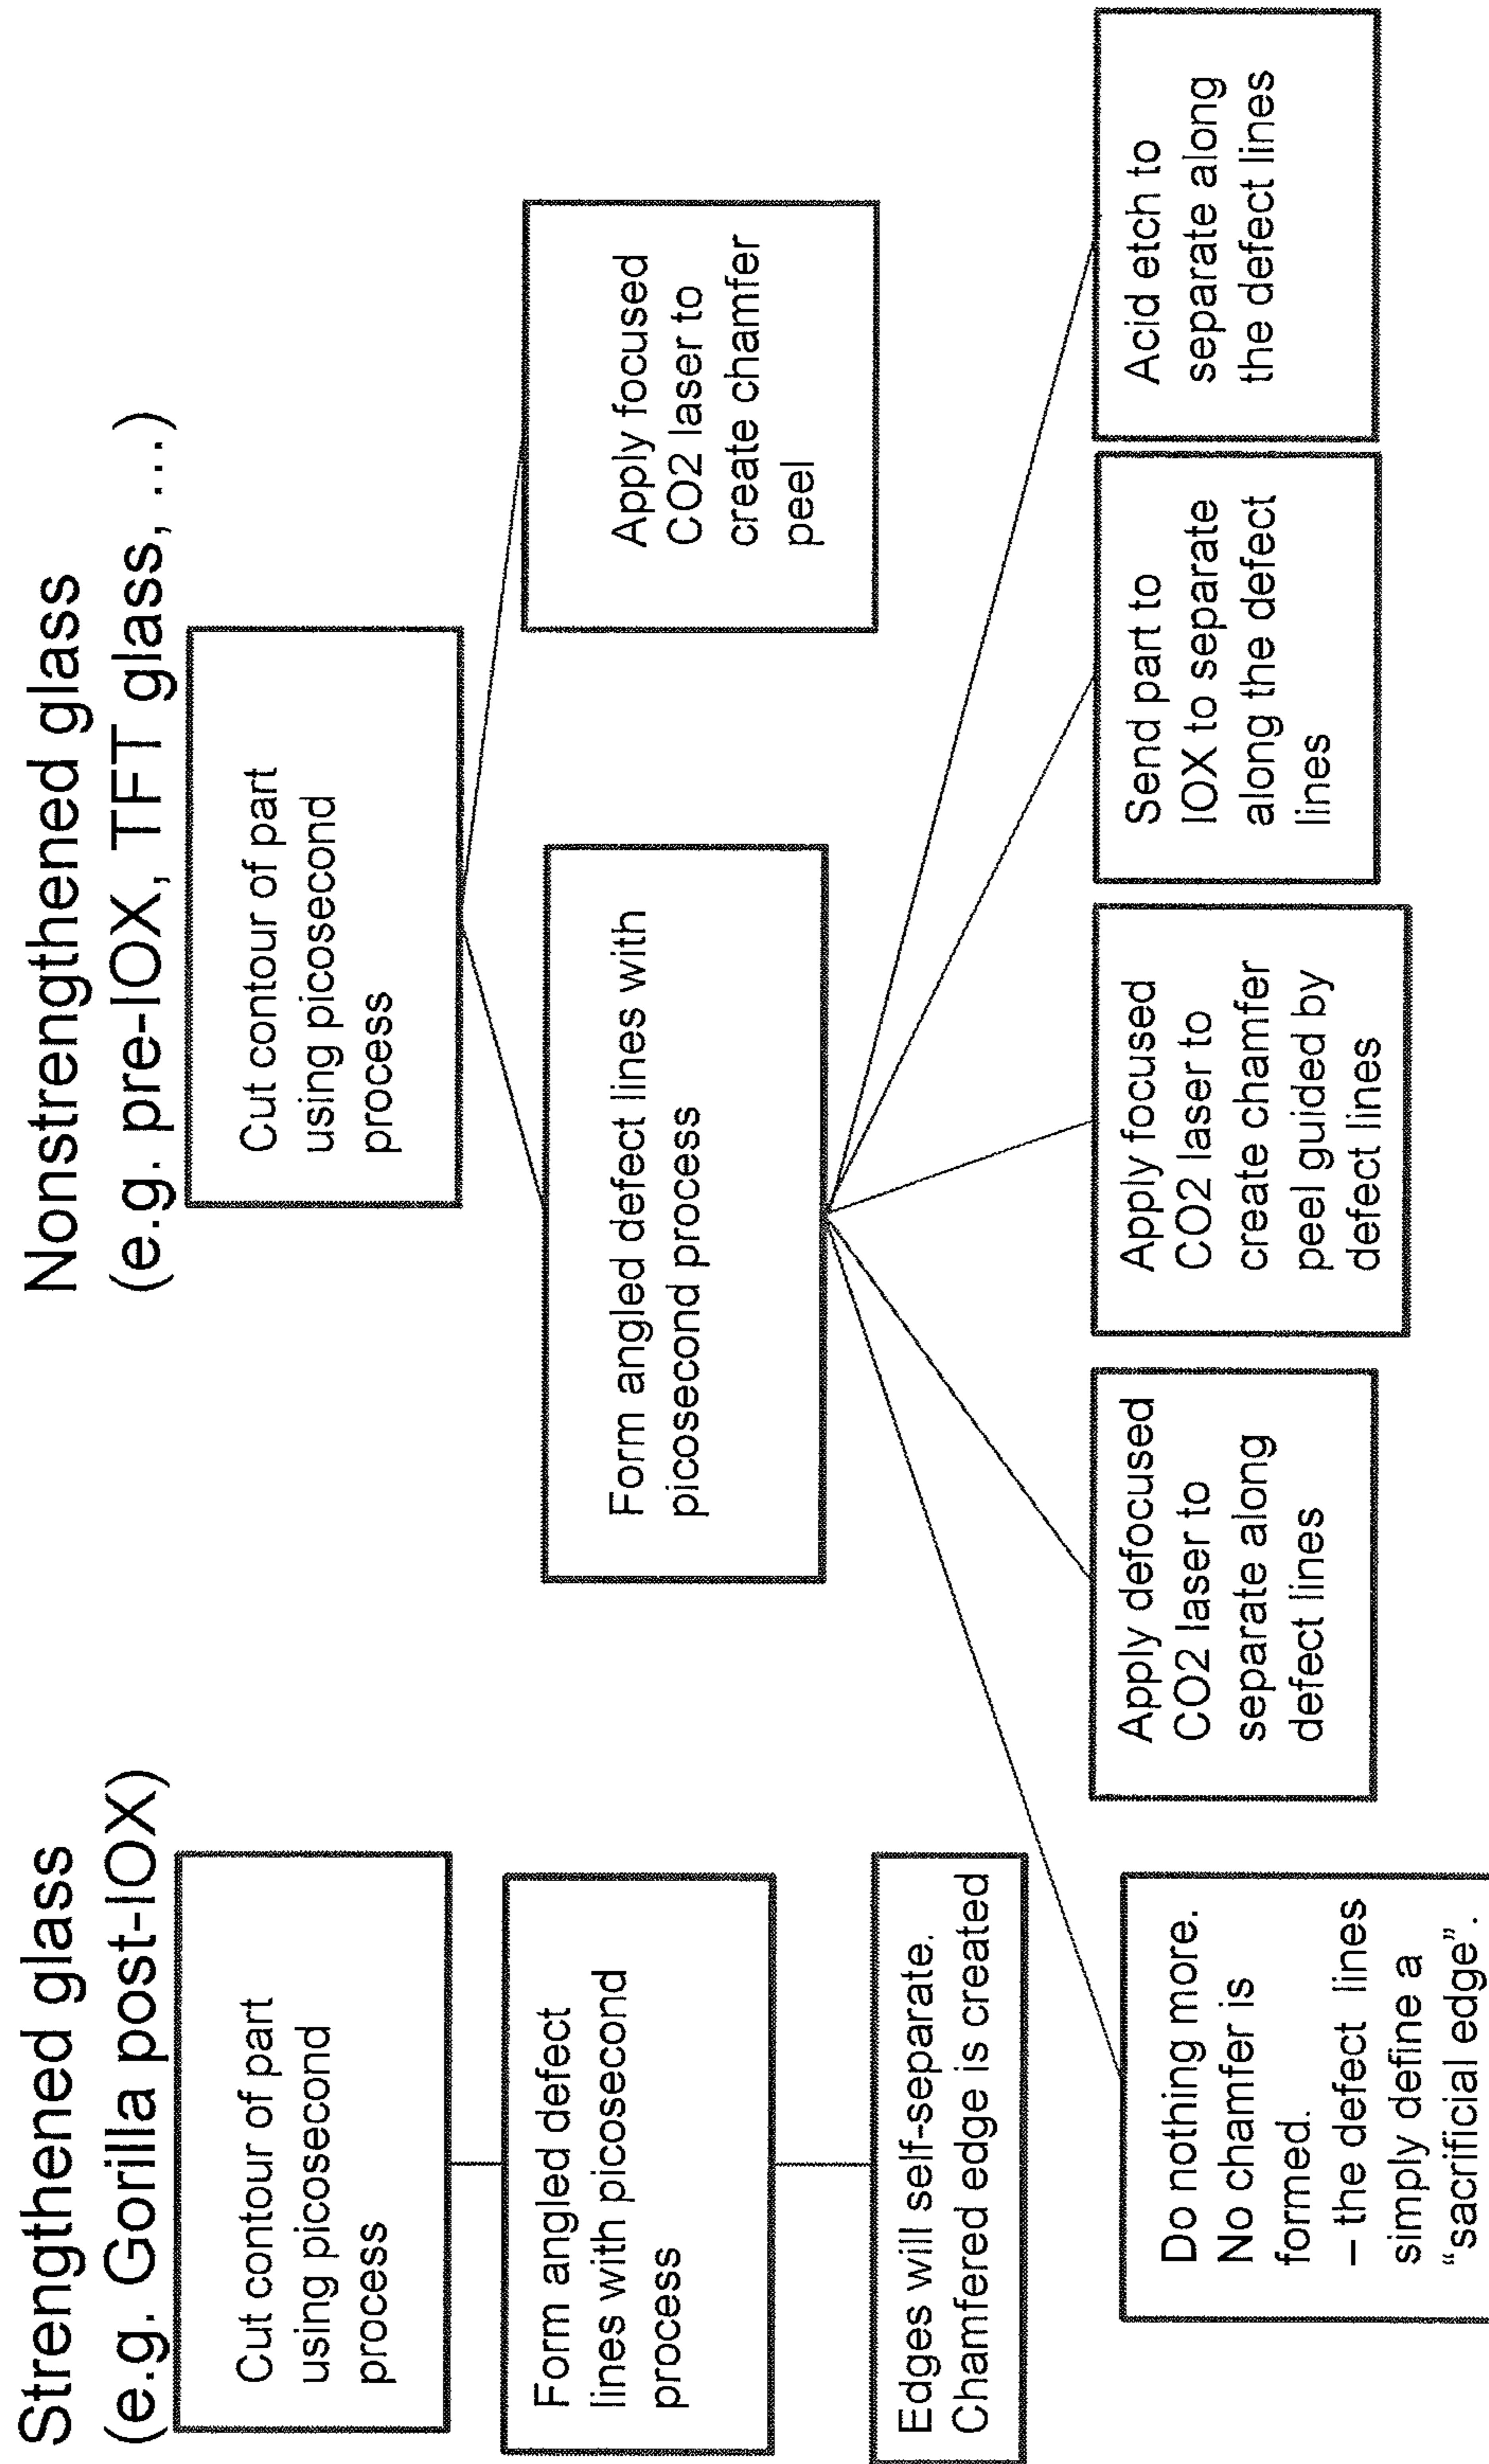 Strengthened glass
(e.g. Gorilla post-IOX)
Cut contour of part
using picosecond
process
Form angled defect
lines with picosecond
process
Edges will self-separate.
Chamfered edge is created
Nonstrengthened glass
(e.g. pre-IOX, TFT glass, ...)
Cut contour of part
using picosecond
process
Form angled defect lines with
picosecond process
Apply focused
CO2 laser to
create chamfer
peel
Do nothing more.
No chamfer is
formed.
– the defect lines
simply define a
“sacrificial edge”.
Apply defocused
CO2 laser to
separate along
defect lines
Apply focused
CO2 laser to
create chamfer
peel guided by
defect lines
Send part to
IOX to separate
along the defect
lines
Acid etch to
separate along
the defect lines